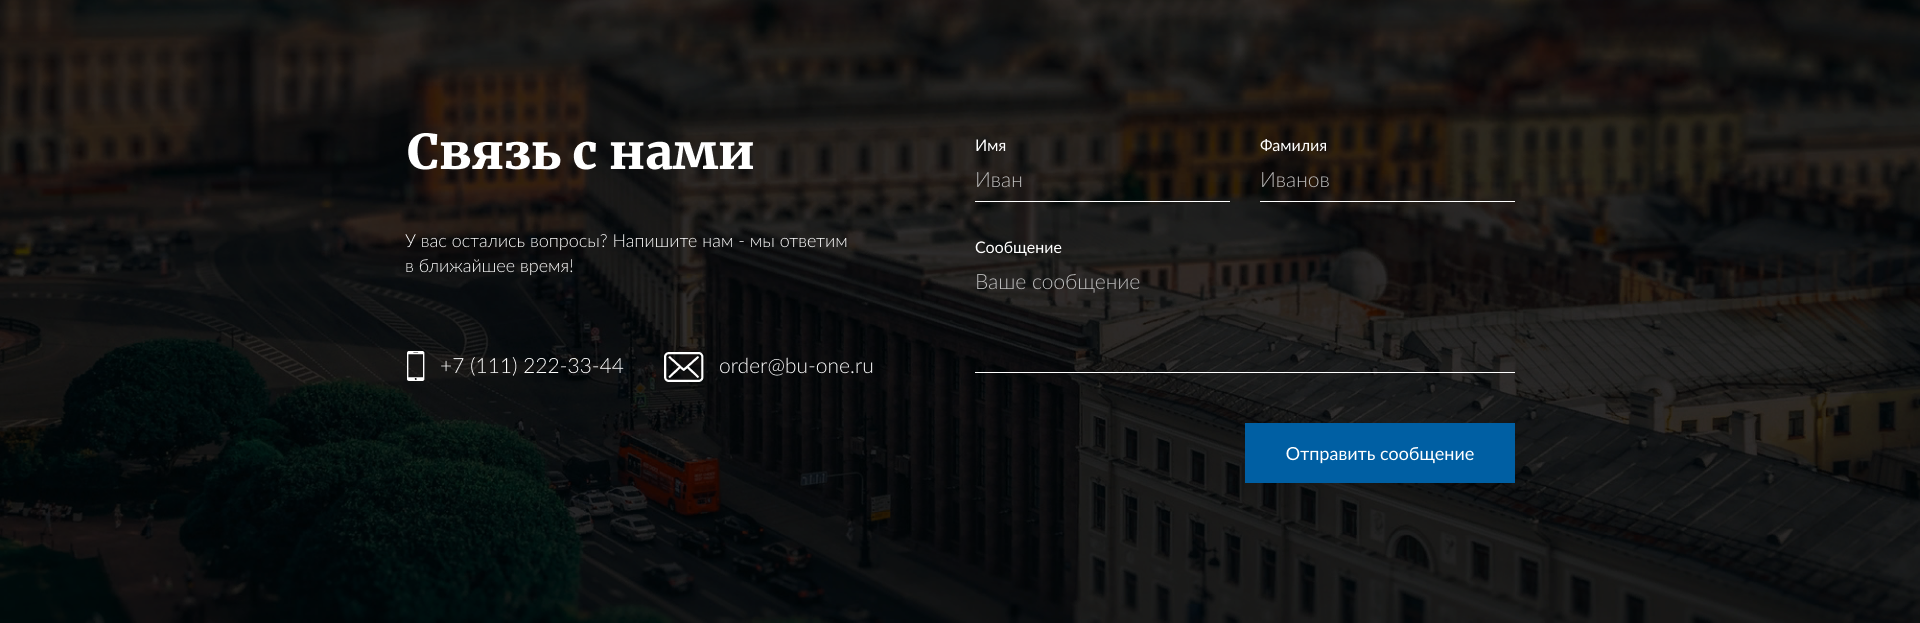 Связь с нами
У вас остались вопросы? Напишите нам - мы ответим
в ближайшее время!
+7 (111) 222-33-44
order@bu-one.ru
Имя
Иван
Фамилия
Иванов
Сообщение
Ваше сообщение
Отправить сообщение